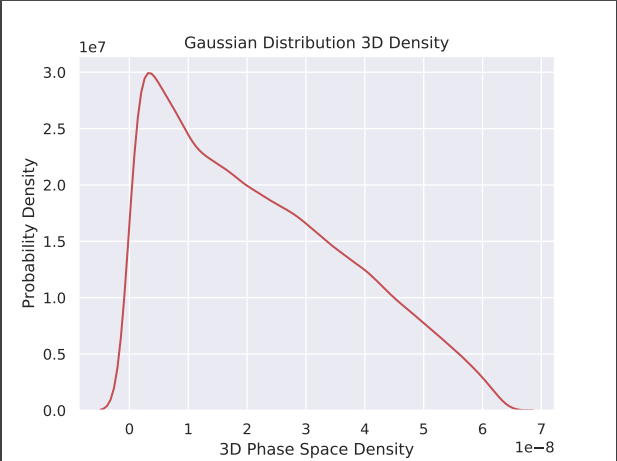 Gaussian Distribution 3D Density
1e7
3.0
2.5
2.0
1.5
1.0
0.5
0.0
Probability Density
0 1 2 3 4 5 6 7
1e−8
3D Phase Space Density